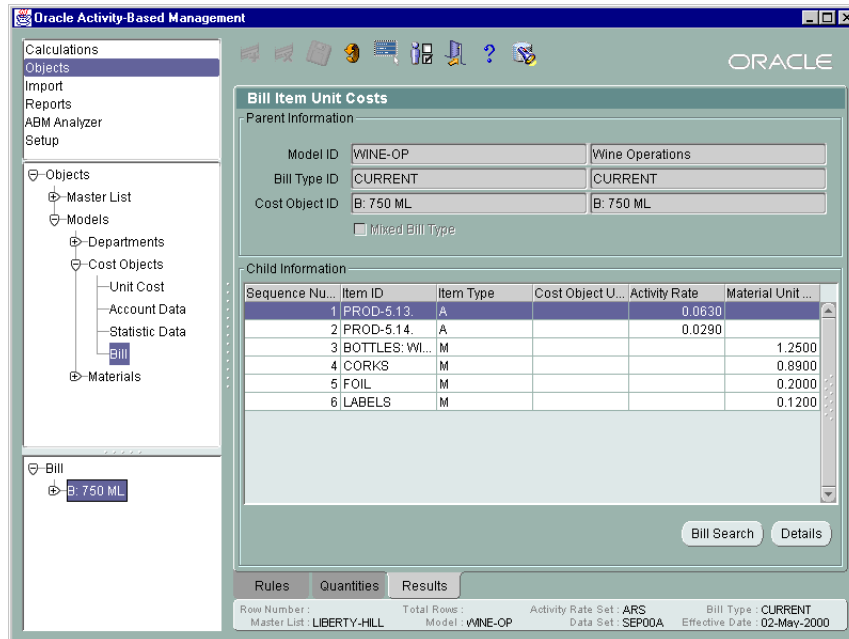 Oracle Activity-Based Management
Calculations
Objects
Import
Reports
ABM Analyzer
Setup
ORACLE
Objects
Master List
Models
Departments
Cost Objects
Unit Cost
Account Data
Statistic Data
Bill
Materials
Bill
B: 750 ML
Bill Item Unit Costs
Parent Information
Model ID WINE-OP Wine Operations
Bill Type ID CURRENT CURRENT
Cost Object ID B: 750 ML B: 750 ML
Mixed Bill Type
Child Information
Sequence Nu... Item ID Item Type Cost Object U... Activity Rate Material Unit ...
1 PROD-5.13. A 0.0630
2 PROD-5.14. A 0.0290
3 BOTTLES: WI... M 1.2500
4 CORKS M 0.8900
5 FOIL M 0.2000
6 LABELS M 0.1200
Bill Search Details
Rules Quantities Results
Row Number : Total Rows : Activity Rate Set : ARS Bill Type : CURRENT
Master List : LIBERTY-HILL Model : WINE-OP Data Set : SEP00A Effective Date : 02-May-2000